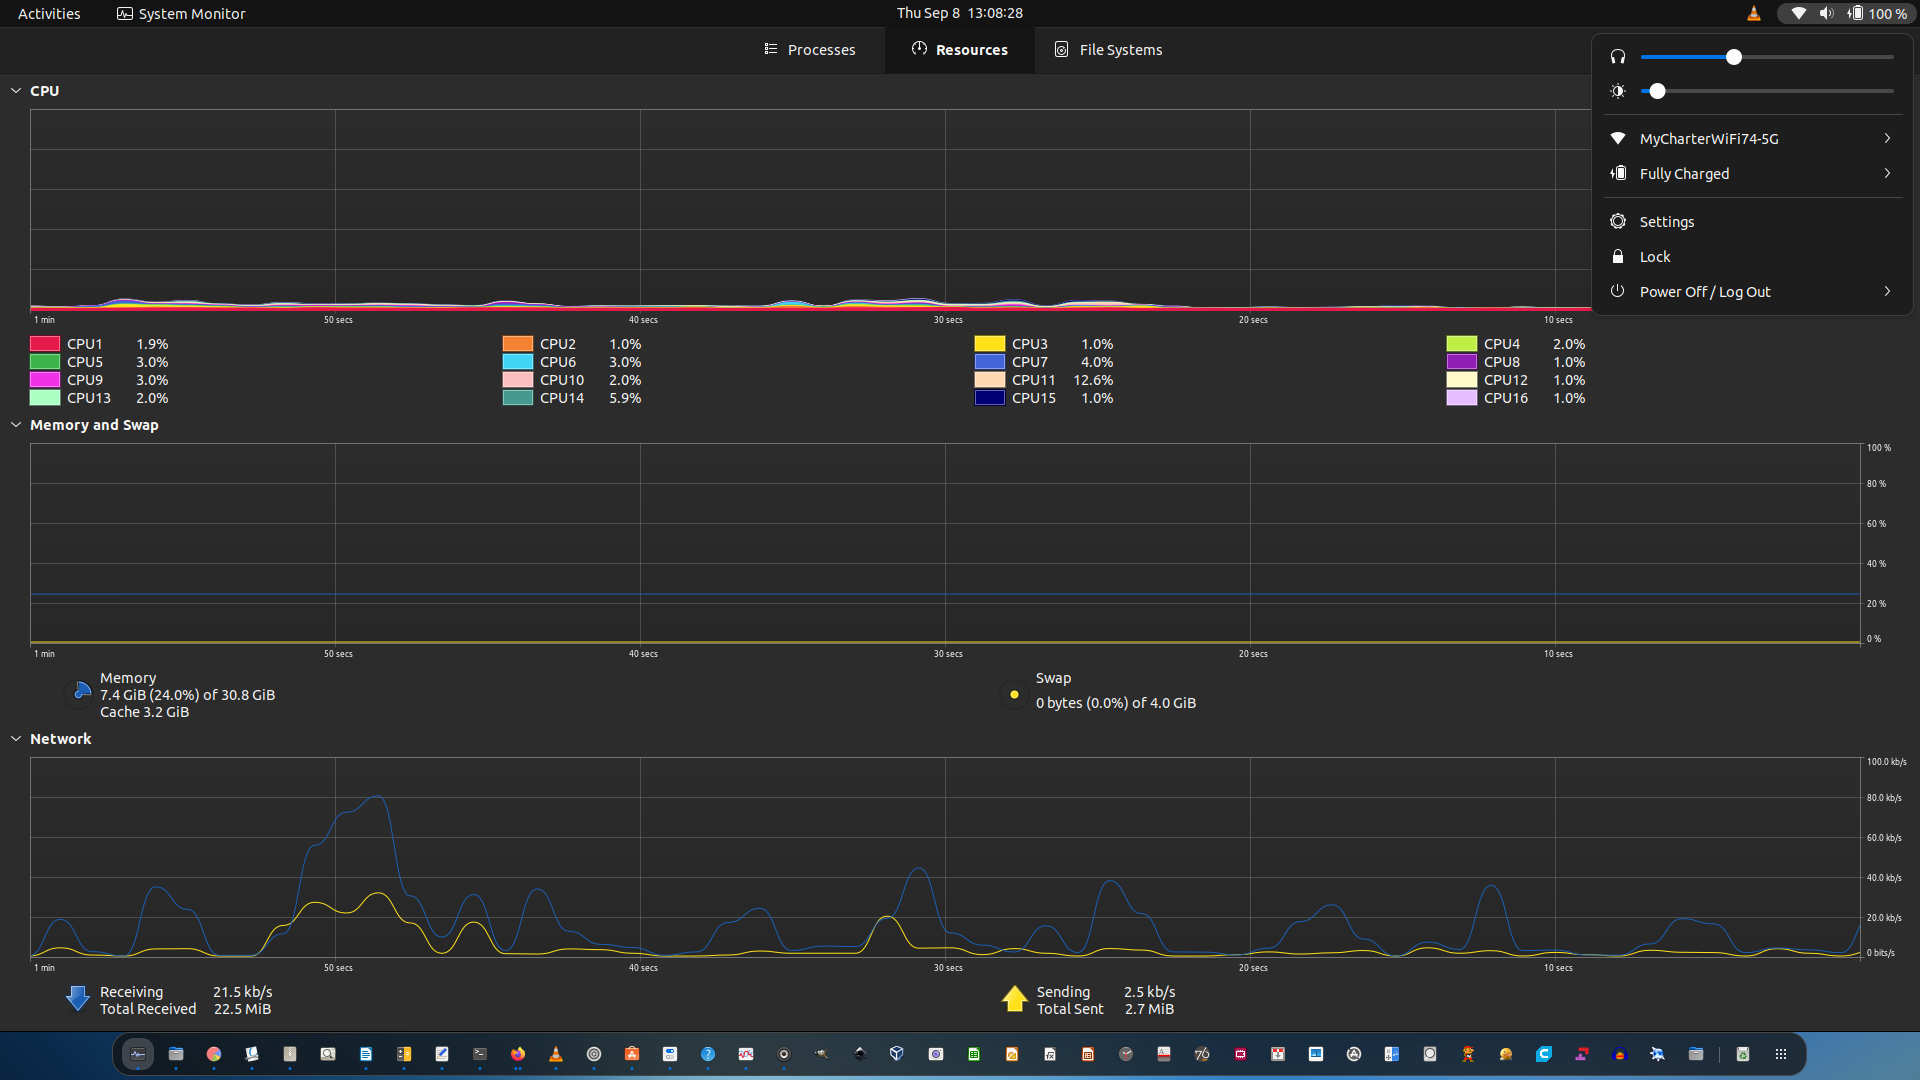 Activities System Monitor Thu Sep 8 13:08:28 100 %
Processes Resources File Systems
MyCharterWiFi74-5G
Fully Charged
Settings
Lock
Power Off / Log Out
CPU
1 min 50 secs 40 secs 30 secs 20 secs 10 secs
CPU1 1.9% CPU2 1.0% CPU3 1.0% CPU4 2.0%
CPU5 3.0% CPU6 3.0% CPU7 4.0% CPU8 1.0%
CPU9 3.0% CPU10 2.0% CPU11 12.6% CPU12 1.0%
CPU13 2.0% CPU14 5.9% CPU15 1.0% CPU16 1.0%
Memory and Swap
100 %
80 %
60 %
40 %
20 %
0 %
1 min 50 secs 40 secs 30 secs 20 secs 10 secs
Memory
7.4 GiB (24.0%) of 30.8 GiB
Cache 3.2 GiB
Swap
0 bytes (0.0%) of 4.0 GiB
Network
100.0 kb/s
80.0 kb/s
60.0 kb/s
40.0 kb/s
20.0 kb/s
0 bits/s
1 min 50 secs 40 secs 30 secs 20 secs 10 secs
Receiving 21.5 kb/s
Total Received 22.5 MiB
Sending 2.5 kb/s
Total Sent 2.7 MiB
76